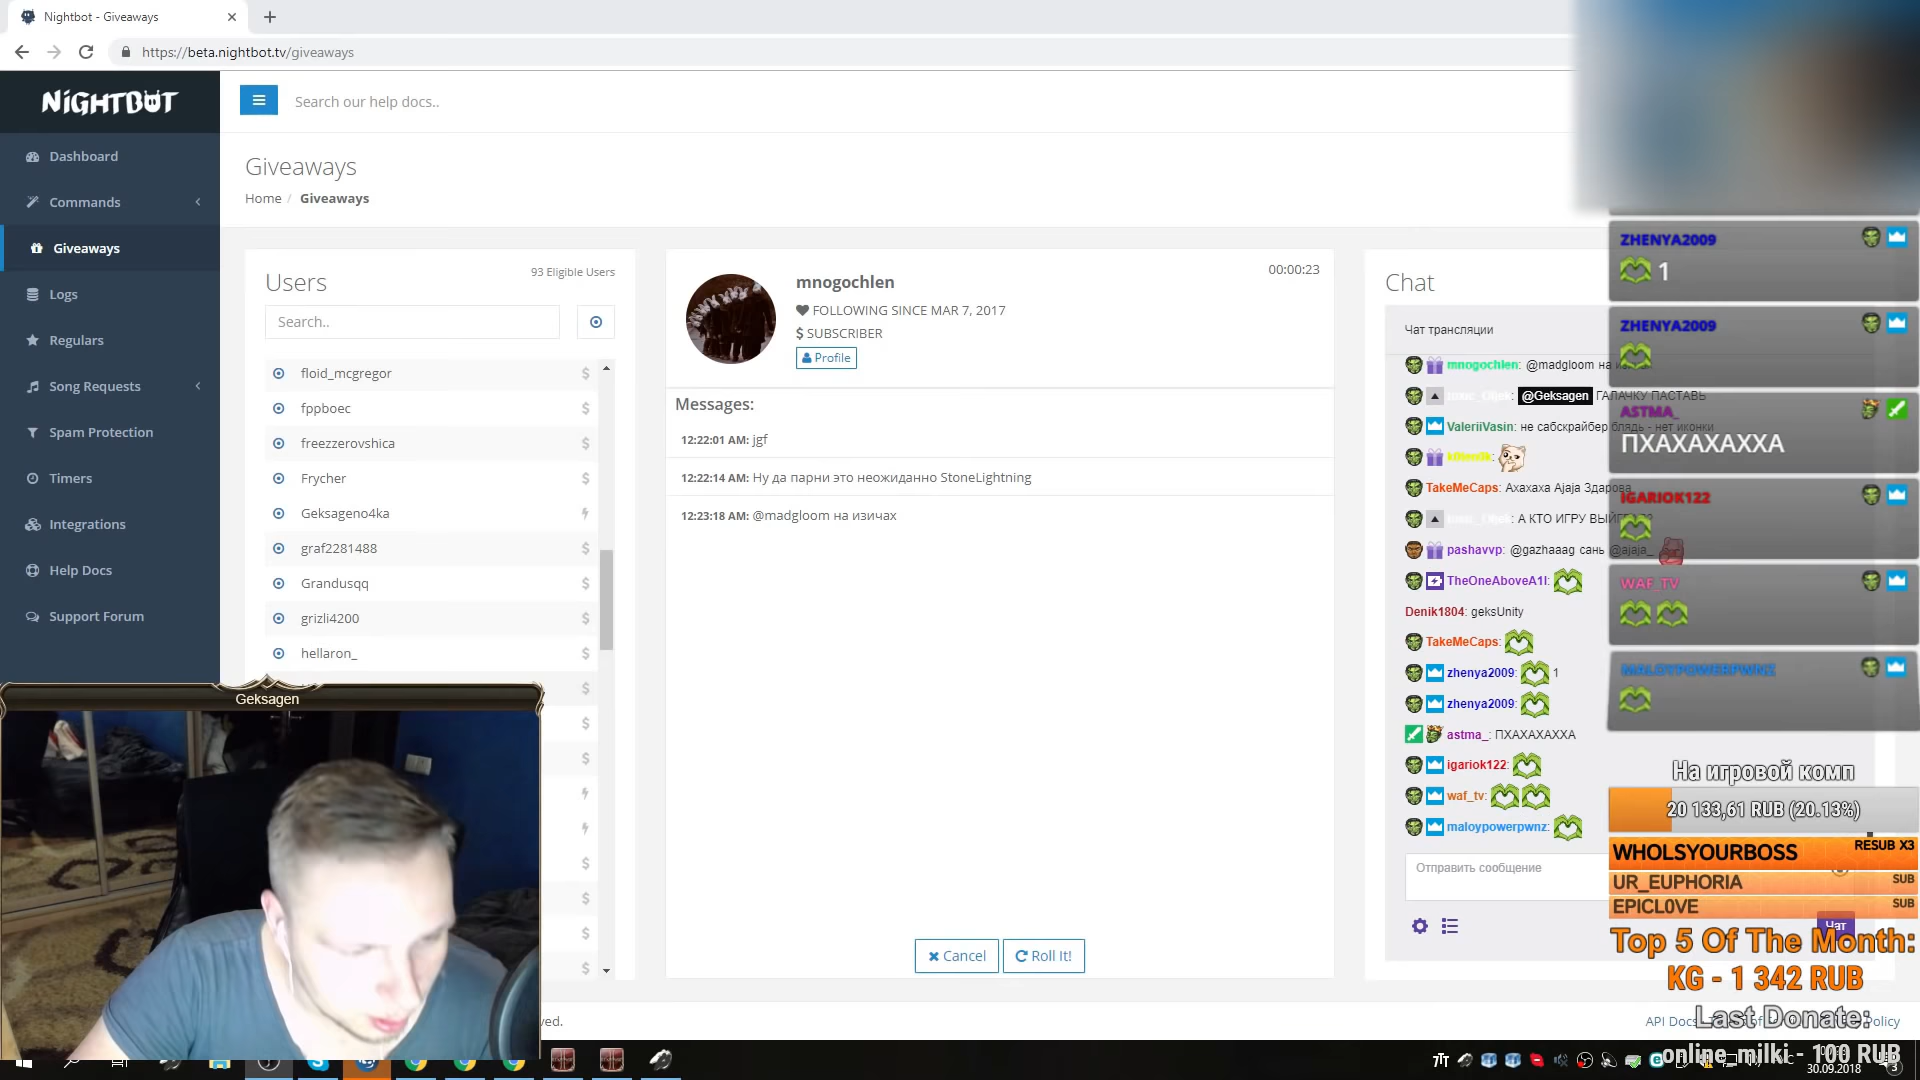 Nightbot - Giveaways
https://beta.nightbot.tv/giveaways
NIGHTBOT
Search our help docs..
Dashboard
Commands
Giveaways
Logs
Regulars
Song Requests
Spam Protection
Timers
Integrations
Help Docs
Support Forum
Giveaways
Home / Giveaways
Users
93 Eligible Users
Search..
floid_mcgregor
fppboec
freezzerovshica
Frycher
Geksageno4ka
graf2281488
Grandusqq
grizli4200
hellaron_
Geksagen
mnogochlen
00:00:23
FOLLOWING SINCE MAR 7, 2017
$ SUBSCRIBER
Profile
Messages:
12:22:01 AM: jgf
12:22:14 AM: Ну да парни это неожиданно StoneLightning
12:23:18 AM: @madgloom на изичах
Cancel
Roll It!
Chat
Чат трансляции
mnogochlen: @madgloom на
@Geksagen ГАЛАЧКУ ПАСТАВЬ
ValeriiVasin: не сабскрайбер блядь - нет иконки
TakeMeCaps: Ахахаха Ajaja Здарова
А КТО ИГРУ
pashavvp: @gazhaaag сань @ajaja_
TheOneAboveA1l:
Denik1804: geksUnity
TakeMeCaps:
zhenya2009: 1
zhenya2009:
astma_: ПХАХАХАХХА
igariok122:
waf_tv:
maloypowerpwnz:
Отправить сообщение
Чат
ZHENYA2009
1
ZHENYA2009
ASTMA_
ПХАХАХАХХА
IGARIOK122
WAF_TV
MALOYPOWERPWNZ
На игровой комп
20 133,61 RUB (20.13%)
WHOLSYOURBOSS RESUB X3
UR_EUPHORIA SUB
EPICL0VE SUB
Top 5 Of The Month:
KG - 1 342 RUB
Last Donate:
online_milki - 100 RUB
ved.
API Docs
Policy
30.09.2018
3